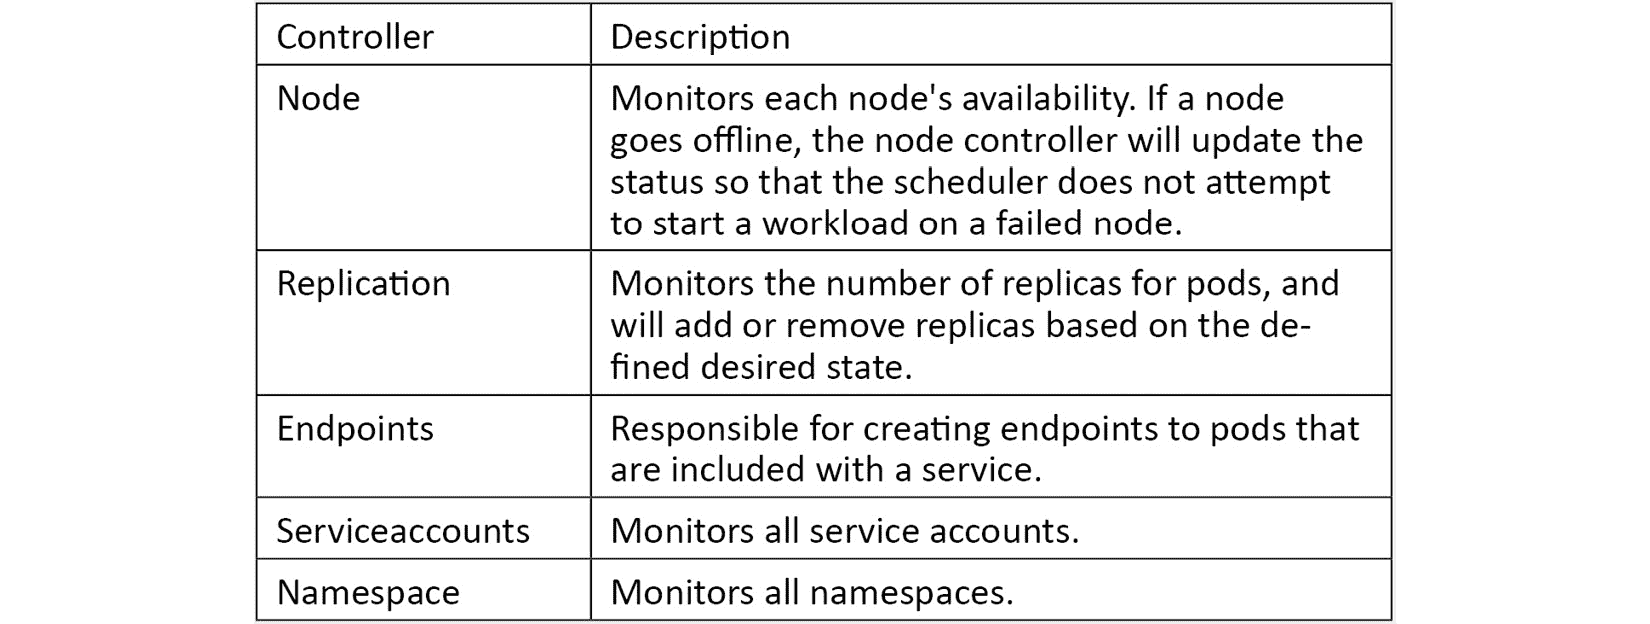 Controller
Description
Node
Monitors each node's availability. If a node
goes offline, the node controller will update the
status so that the scheduler does not attempt
to start a workload on a failed node.
Replication
Monitors the number of replicas for pods, and
will add or remove replicas based on the de-
fined desired state.
Endpoints
Responsible for creating endpoints to pods that
are included with a service.
Serviceaccounts
Monitors all service accounts.
Namespace
Monitors all namespaces.